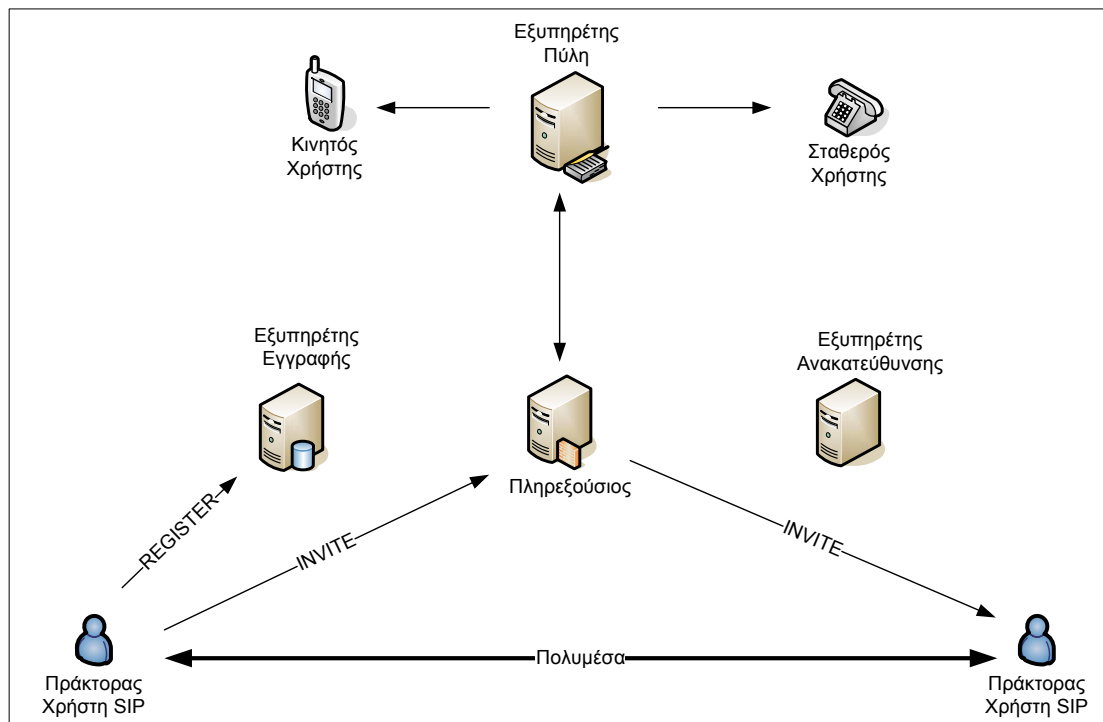 Εξυπηρέτης
Πύλη
Κινητός
Χρήστης
Σταθερός
Χρήστης
Εξυπηρέτης
Εγγραφής
Εξυπηρέτης
Ανακατεύθυνσης
Πληρεξούσιος
REGISTER
INVITE
INVITE
Πολυμέσα
Πράκτορας
Χρήστη SIP
Πράκτορας
Χρήστη SIP